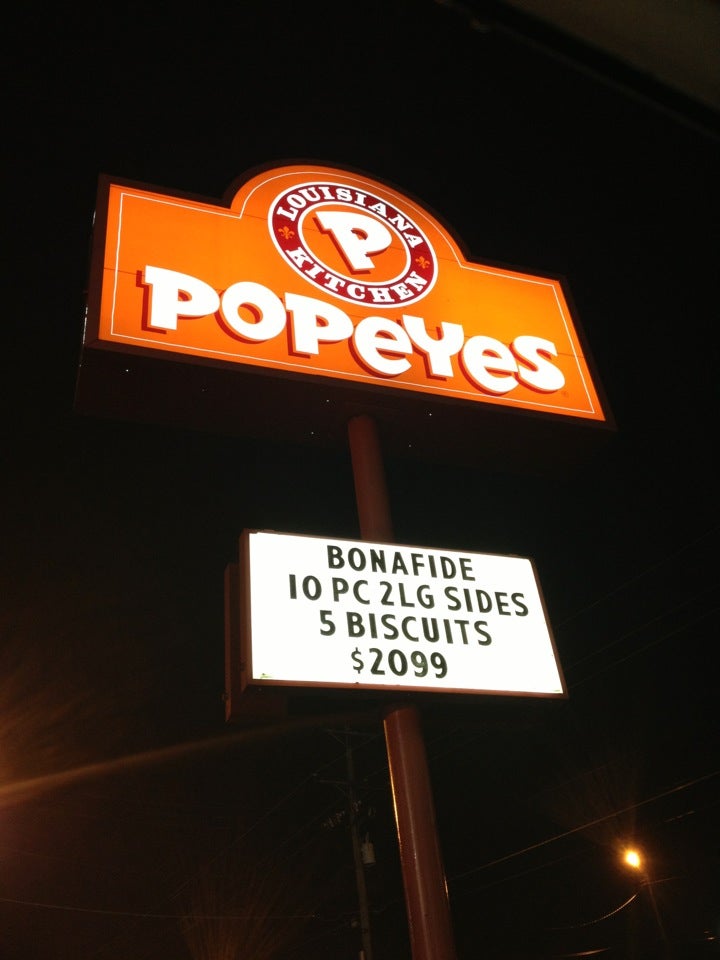 LOUISIANA
P
KITCHEN
POPEYES
BONAFIDE
10 PC 2LG SIDES
5 BISCUITS
$2099